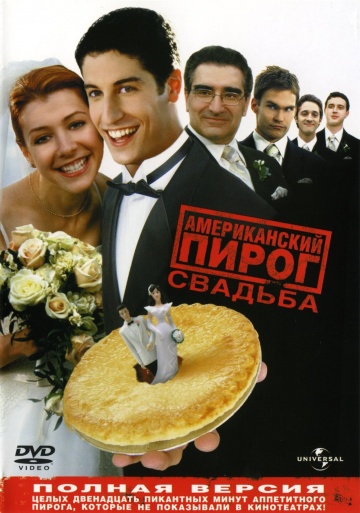 АМЕРИКАНСКИЙ
ПИРОГ
СВАДЬБА
DVD
VIDEO
UNIVERSAL
ПОЛНАЯ ВЕРСИЯ
ЦЕЛЫХ ДВЕНАДЦАТЬ ПИКАНТНЫХ МИНУТ АППЕТИТНОГО
ПИРОГА, КОТОРЫЕ НЕ ПОКАЗЫВАЛИ В КИНОТЕАТРАХ!